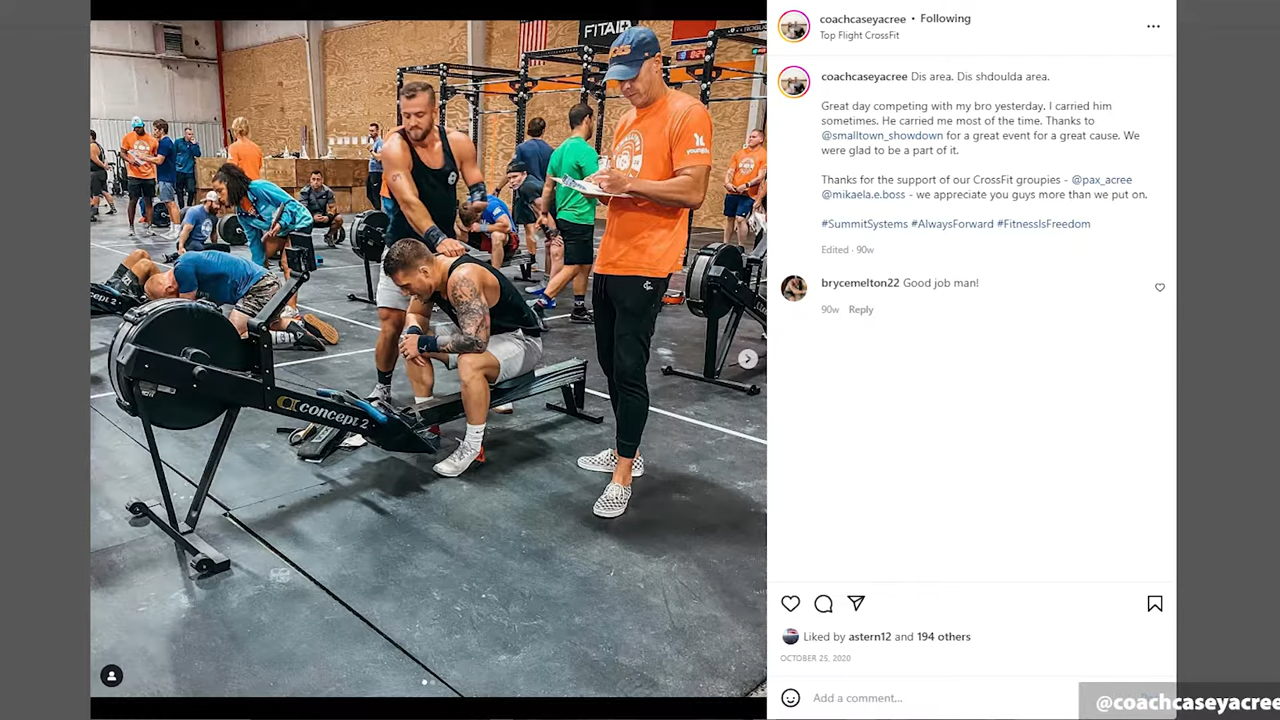 FITAID
BOAS
CONCEPT 2
coachcaseyacree • Following
Top Flight CrossFit
coachcaseyacree Dis area. Dis shdoulda area.
Great day competing with my bro yesterday. I carried him
sometimes. He carried me most of the time. Thanks to
@smalltown_showdown for a great event for a great cause. We
were glad to be a part of it.
Thanks for the support of our CrossFit groupies - @pax_acree
@mikaela.e.boss - we appreciate you guys more than we put on.
#SummitSystems #AlwaysForward #FitnessIsFreedom
Edited · 90w
brycemelton22 Good job man!
90w Reply
Liked by astern12 and 194 others
OCTOBER 25, 2020
Add a comment...
@coachcaseyacree